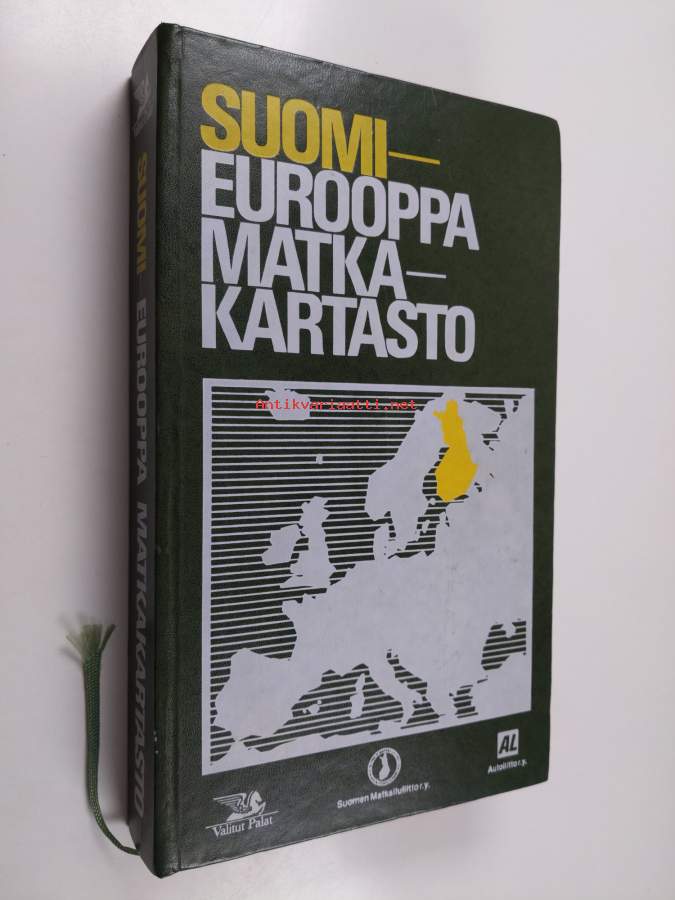 SUOMI—
EUROOPPA
MATKA—
KARTASTO
antikvariaatti.net
Valitut Palat
Suomen Matkailuliitto r.y.
AL
Autoliitto r.y.
SUOMI EUROOPPA MATKAKARTASTO